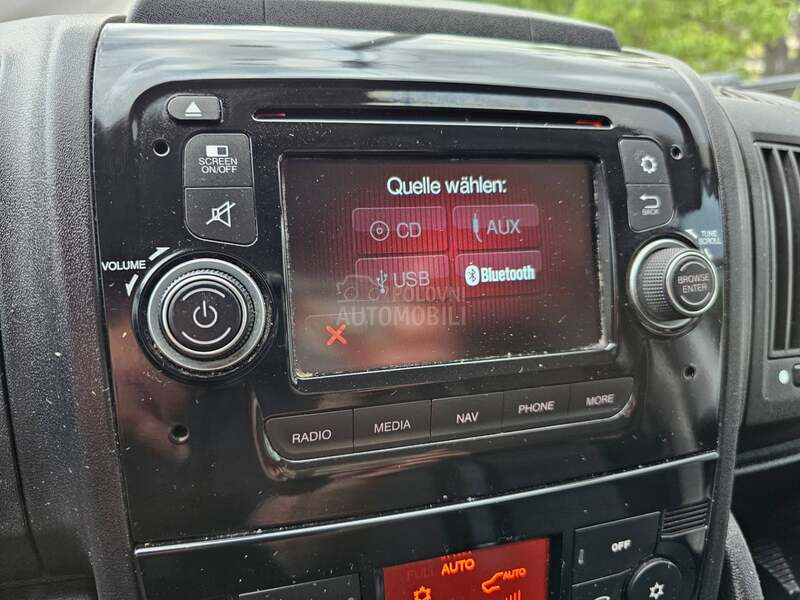 SCREEN
ON/OFF
BACK
VOLUME
TUNE
SCROLL
BROWSE
ENTER
Quelle wählen:
CD
AUX
USB
Bluetooth
POLOVNI
AUTOMOBILI
RADIO
MEDIA
NAV
PHONE
MORE
AUTO
AUTO
OFF